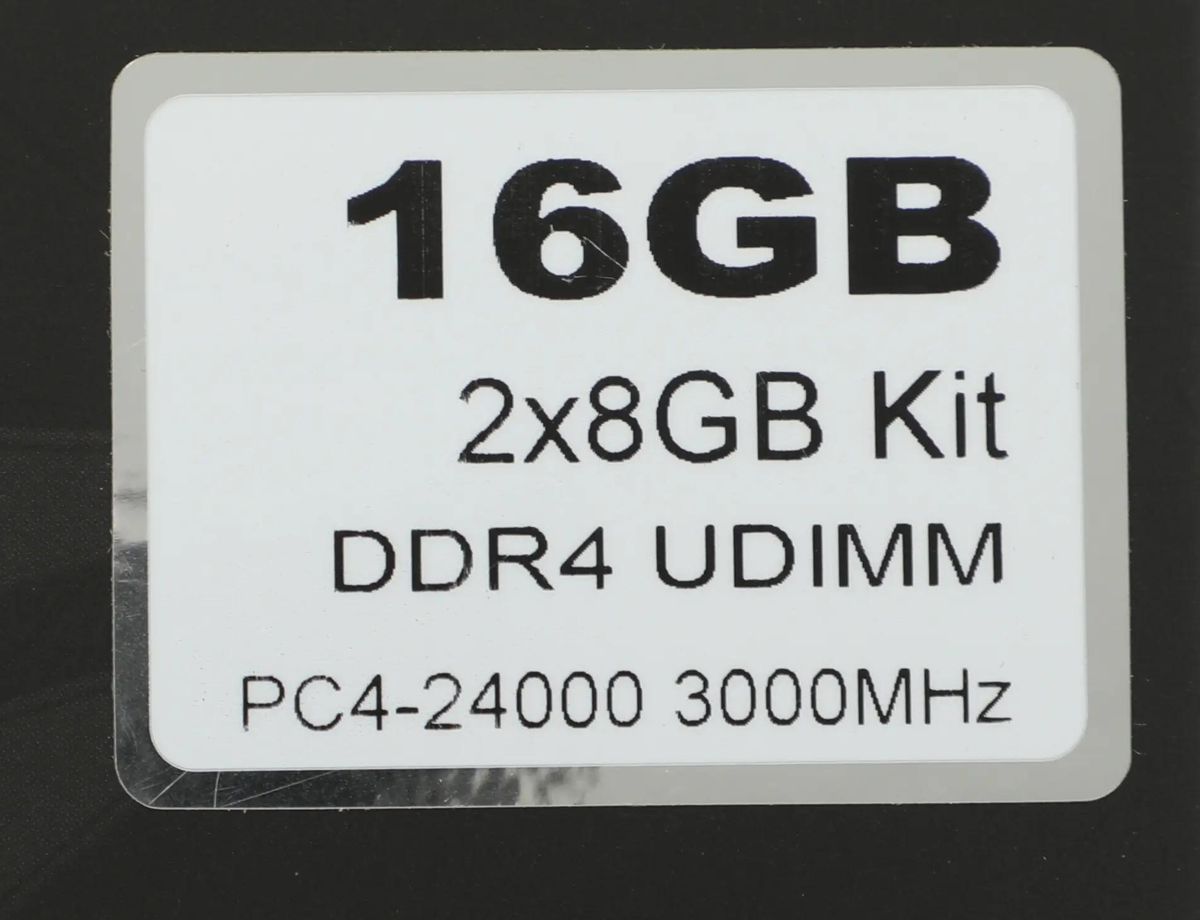 16GB
2x8GB Kit
DDR4 UDIMM
PC4-24000 3000MHz